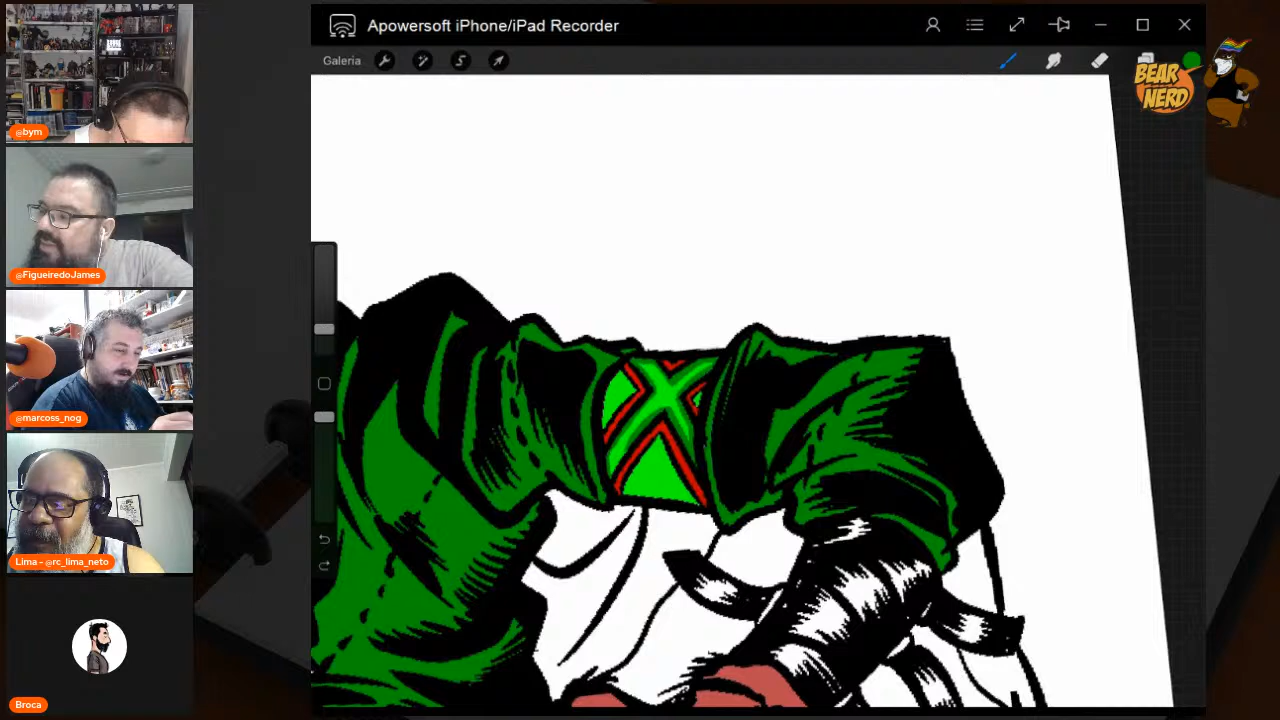 Apowersoft iPhone/iPad Recorder
Galeria
BEAR
NERD
@bym
@FigueiredoJames
@marcoss_nog
Lima - @rc_lima_neto
Broca